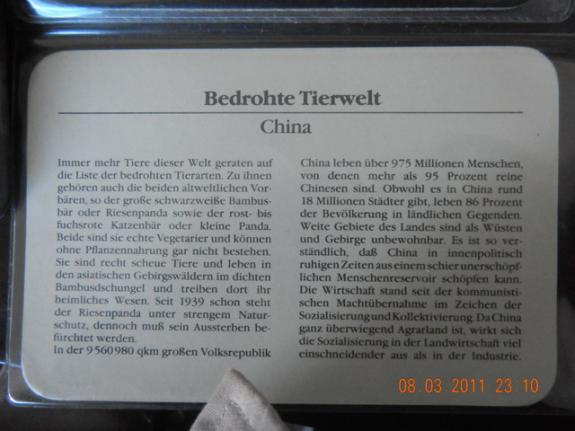 Bedrohte Tierwelt
China
Immer mehr Tiere dieser Welt geraten auf
die Liste der bedrohten Tierarten. Zu ihnen
gehören auch die beiden altweltlichen Vor-
bären, so der große schwarzweiße Bambus-
bär oder Riesenpanda sowie der rost- bis
fuchsrote Katzenbär oder kleine Panda.
Beide sind sie echte Vegetarier und können
ohne Pflanzennahrung gar nicht bestehen.
Sie sind recht scheue Tiere und leben in
den asiatischen Gebirgswäldern im dichten
Bambusdschungel und treiben dort ihr
heimliches Wesen. Seit 1939 schon steht
der Riesenpanda unter strengem Natur-
schutz, dennoch muß sein Aussterben be-
fürchtet werden.
In der 9 560 980 qkm großen Volksrepublik
China leben über 975 Millionen Menschen,
von denen mehr als 95 Prozent reine
Chinesen sind. Obwohl es in China rund
18 Millionen Städter gibt, leben 86 Prozent
der Bevölkerung in ländlichen Gegenden.
Weite Gebiete des Landes sind als Wüsten
und Gebirge unbewohnbar. Es ist so ver-
ständlich, daß China in innenpolitisch
ruhigen Zeiten aus einem schier unerschöpf-
lichen Menschenreservoir schöpfen kann.
Die Wirtschaft stand seit der kommunisti-
schen Machtübernahme im Zeichen der
Sozialisierung und Kollektivierung. Da China
ganz überwiegend Agrarland ist, wirkt sich
die Sozialisierung in der Landwirtschaft viel
einschneidender aus als in der Industrie.
08 03 2011 23 10